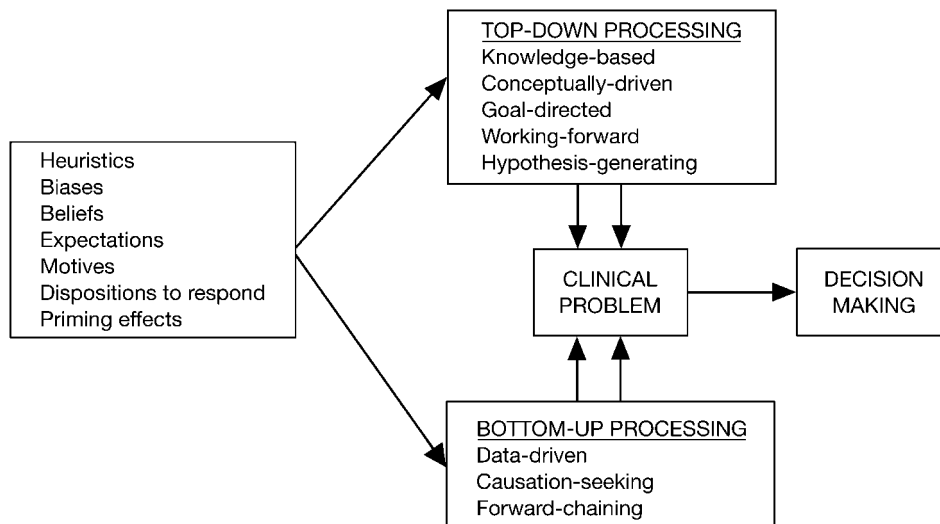 Heuristics
Biases
Beliefs
Expectations
Motives
Dispositions to respond
Priming effects
TOP-DOWN PROCESSING
Knowledge-based
Conceptually-driven
Goal-directed
Working-forward
Hypothesis-generating
CLINICAL
PROBLEM
DECISION
MAKING
BOTTOM-UP PROCESSING
Data-driven
Causation-seeking
Forward-chaining